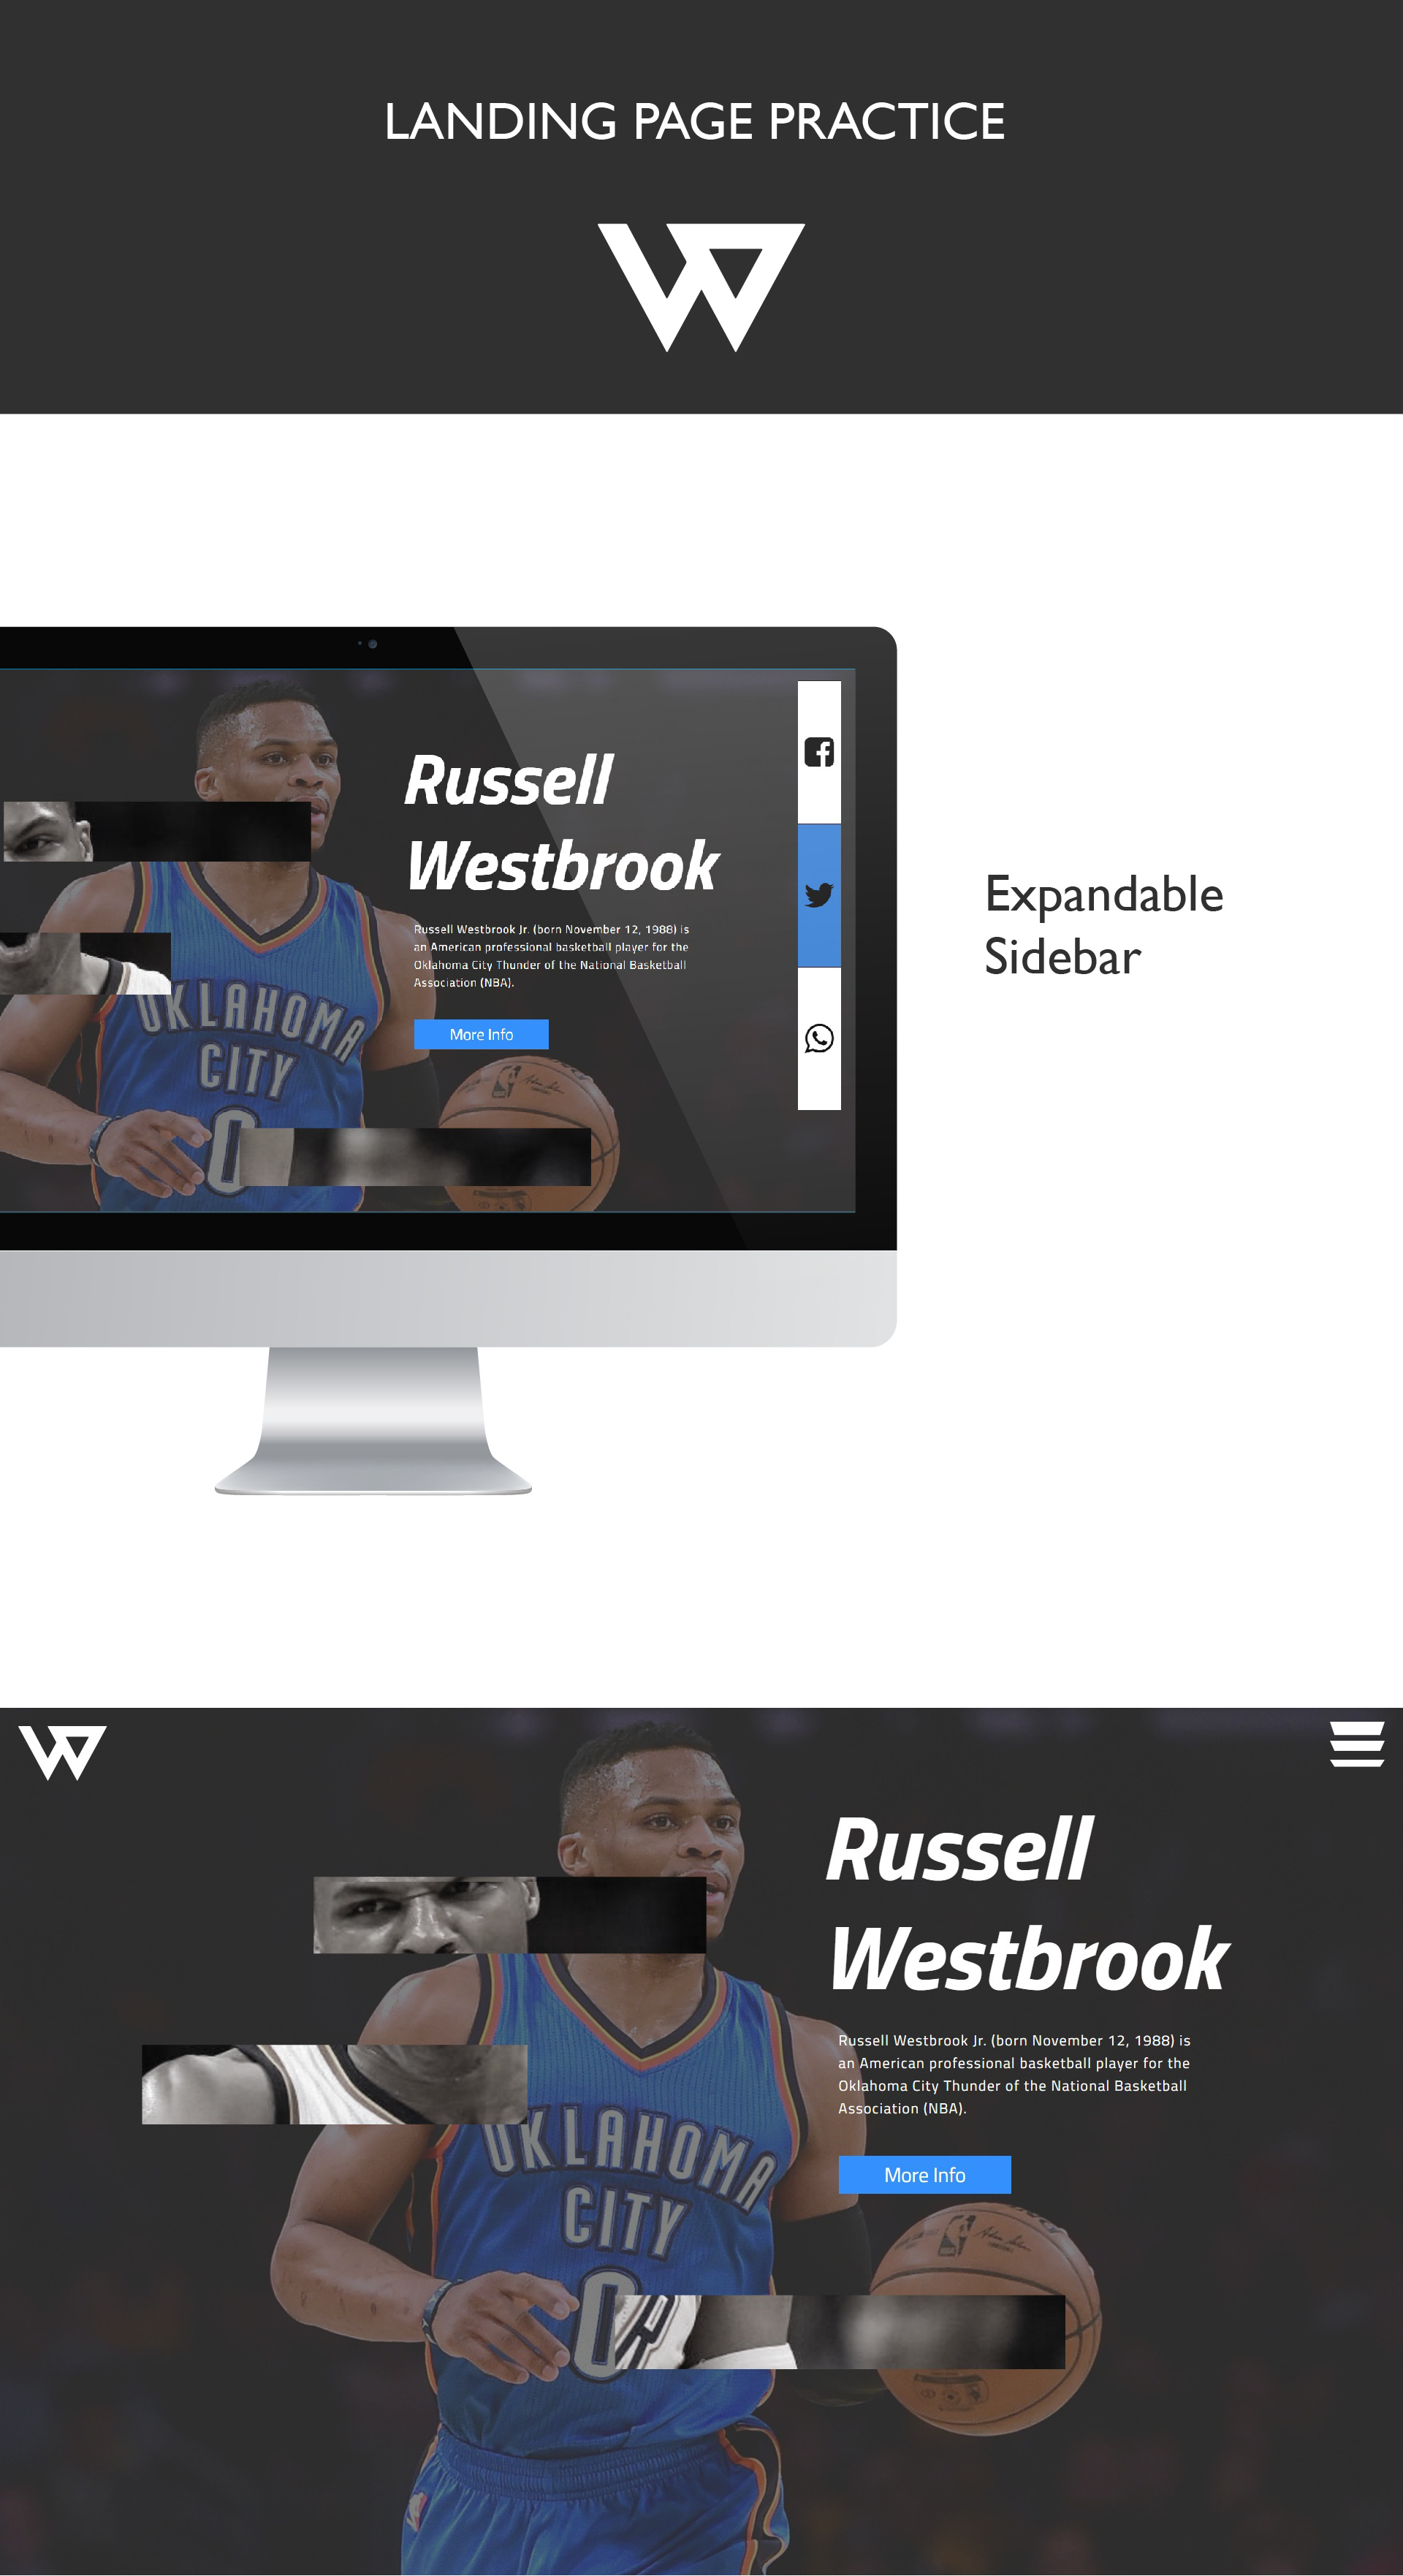 LANDING PAGE PRACTICE
W
Russell
Westbrook
Russell Westbrook Jr. (born November 12, 1988) is
an American professional basketball player for the
Oklahoma City Thunder of the National Basketball
Association (NBA).
More Info
OKLAHOMA
CITY
0
Expandable
Sidebar
W
Russell
Westbrook
Russell Westbrook Jr. (born November 12, 1988) is
an American professional basketball player for the
Oklahoma City Thunder of the National Basketball
Association (NBA).
More Info
OKLAHOMA
CITY
0